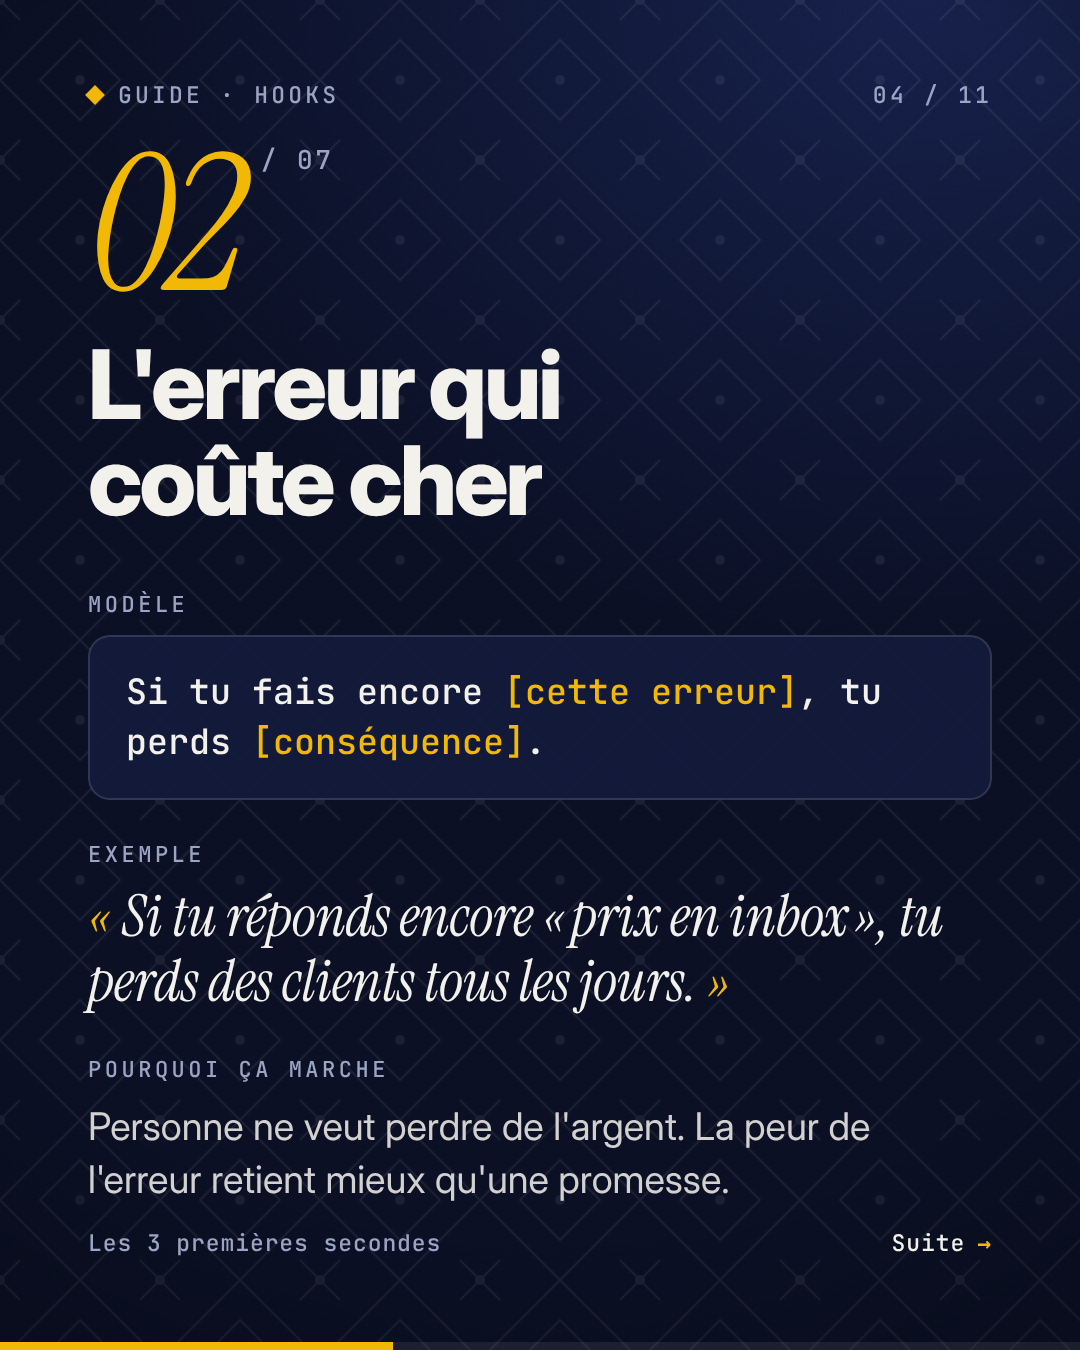 GUIDE · HOOKS
04 / 11
02 / 07
L'erreur qui
coûte cher
MODÈLE
Si tu fais encore [cette erreur], tu
perds [conséquence].
EXEMPLE
« Si tu réponds encore « prix en inbox », tu
perds des clients tous les jours. »
POURQUOI ÇA MARCHE
Personne ne veut perdre de l'argent. La peur de
l'erreur retient mieux qu'une promesse.
Les 3 premières secondes
Suite →